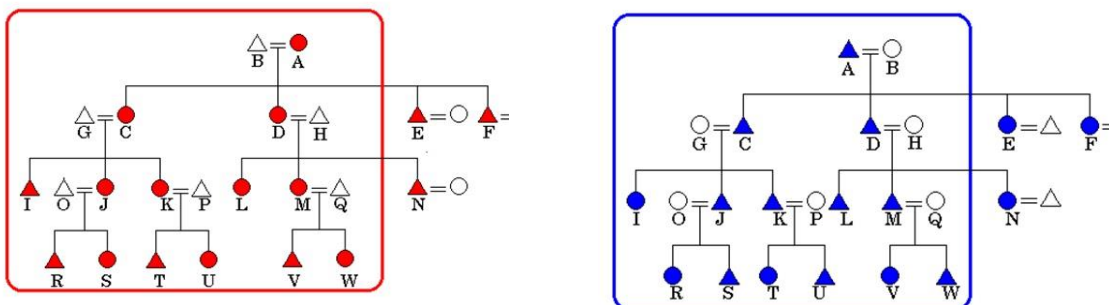 B A
G C D H E F
I O J K P L M Q N
R S T U V W
A B
G C D H E F
I O J K P L M Q N
R S T U V W